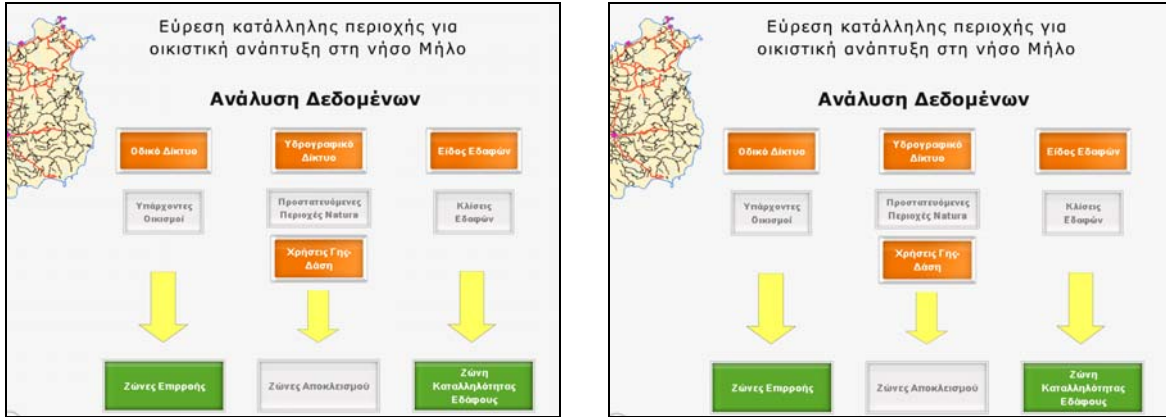 Εύρεση κατάλληλης περιοχής για
οικιστική ανάπτυξη στη νήσο Μήλο
Ανάλυση Δεδομένων
Οδικό Δίκτυο
Υδρογραφικό
Δίκτυο
Είδος Εδαφών
Υπάρχοντες
Οικισμοί
Προστατευόμενες
Περιοχές Natura
Κλίσεις
Εδαφών
Χρήσεις Γης-
Δάση
Ζώνες Επιρροής
Ζώνες Αποκλεισμού
Ζώνη
Καταλληλότητας
Εδάφους
Εύρεση κατάλληλης περιοχής για
οικιστική ανάπτυξη στη νήσο Μήλο
Ανάλυση Δεδομένων
Οδικό Δίκτυο
Υδρογραφικό
Δίκτυο
Είδος Εδαφών
Υπάρχοντες
Οικισμοί
Προστατευόμενες
Περιοχές Natura
Κλίσεις
Εδαφών
Χρήσεις Γης-
Δάση
Ζώνες Επιρροής
Ζώνες Αποκλεισμού
Ζώνη
Καταλληλότητας
Εδάφους